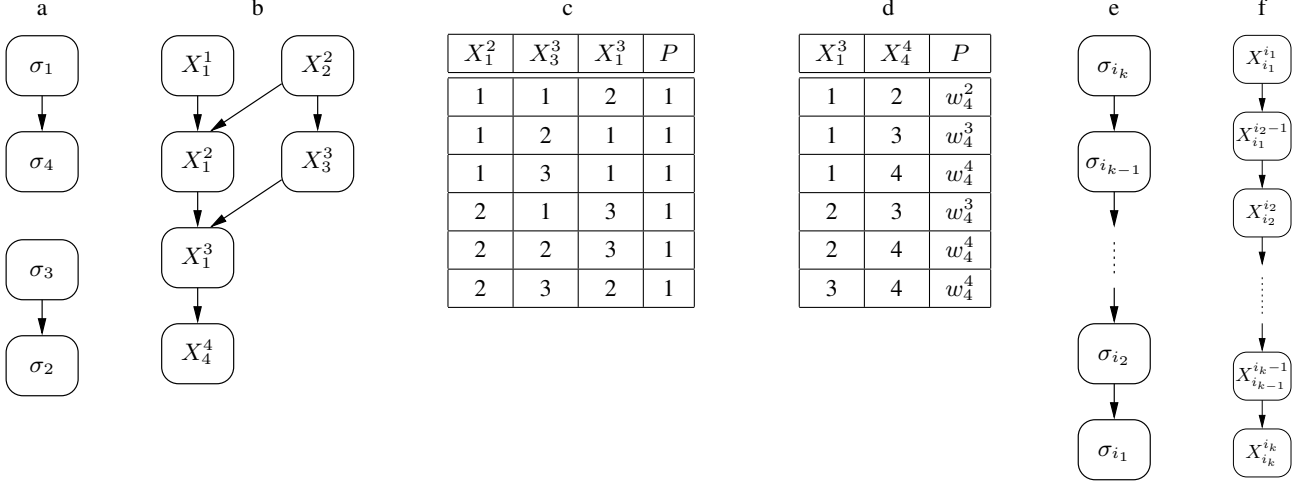 a
σ_1
σ_4
σ_3
σ_2
b
X_1^1 X_2^2
X_1^2 X_3^3
X_1^3
X_4^4
c
X_1^2 X_3^3 X_1^3 P
1 1 2 1
1 2 1 1
1 3 1 1
2 1 3 1
2 2 3 1
2 3 2 1
d
X_1^3 X_4^4 P
1 2 w_4^2
1 3 w_4^3
1 4 w_4^4
2 3 w_4^3
2 4 w_4^4
3 4 w_4^4
e
σ_{i_k}
σ_{i_{k-1}}
σ_{i_2}
σ_{i_1}
f
X_{i_1}^{i_1}
X_{i_1}^{i_2-1}
X_{i_2}^{i_2}
X_{i_{k-1}}^{i_k-1}
X_{i_k}^{i_k}